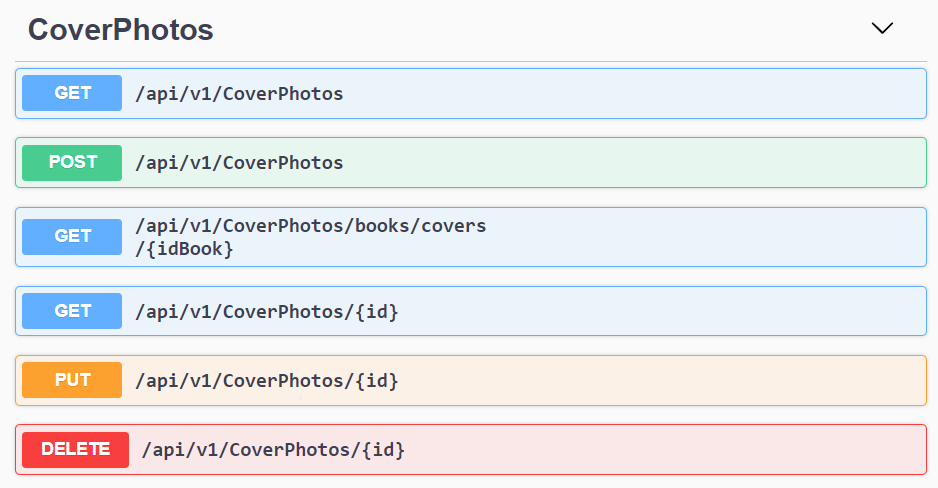 CoverPhotos
GET /api/v1/CoverPhotos
POST /api/v1/CoverPhotos
GET /api/v1/CoverPhotos/books/covers
/{idBook}
GET /api/v1/CoverPhotos/{id}
PUT /api/v1/CoverPhotos/{id}
DELETE /api/v1/CoverPhotos/{id}